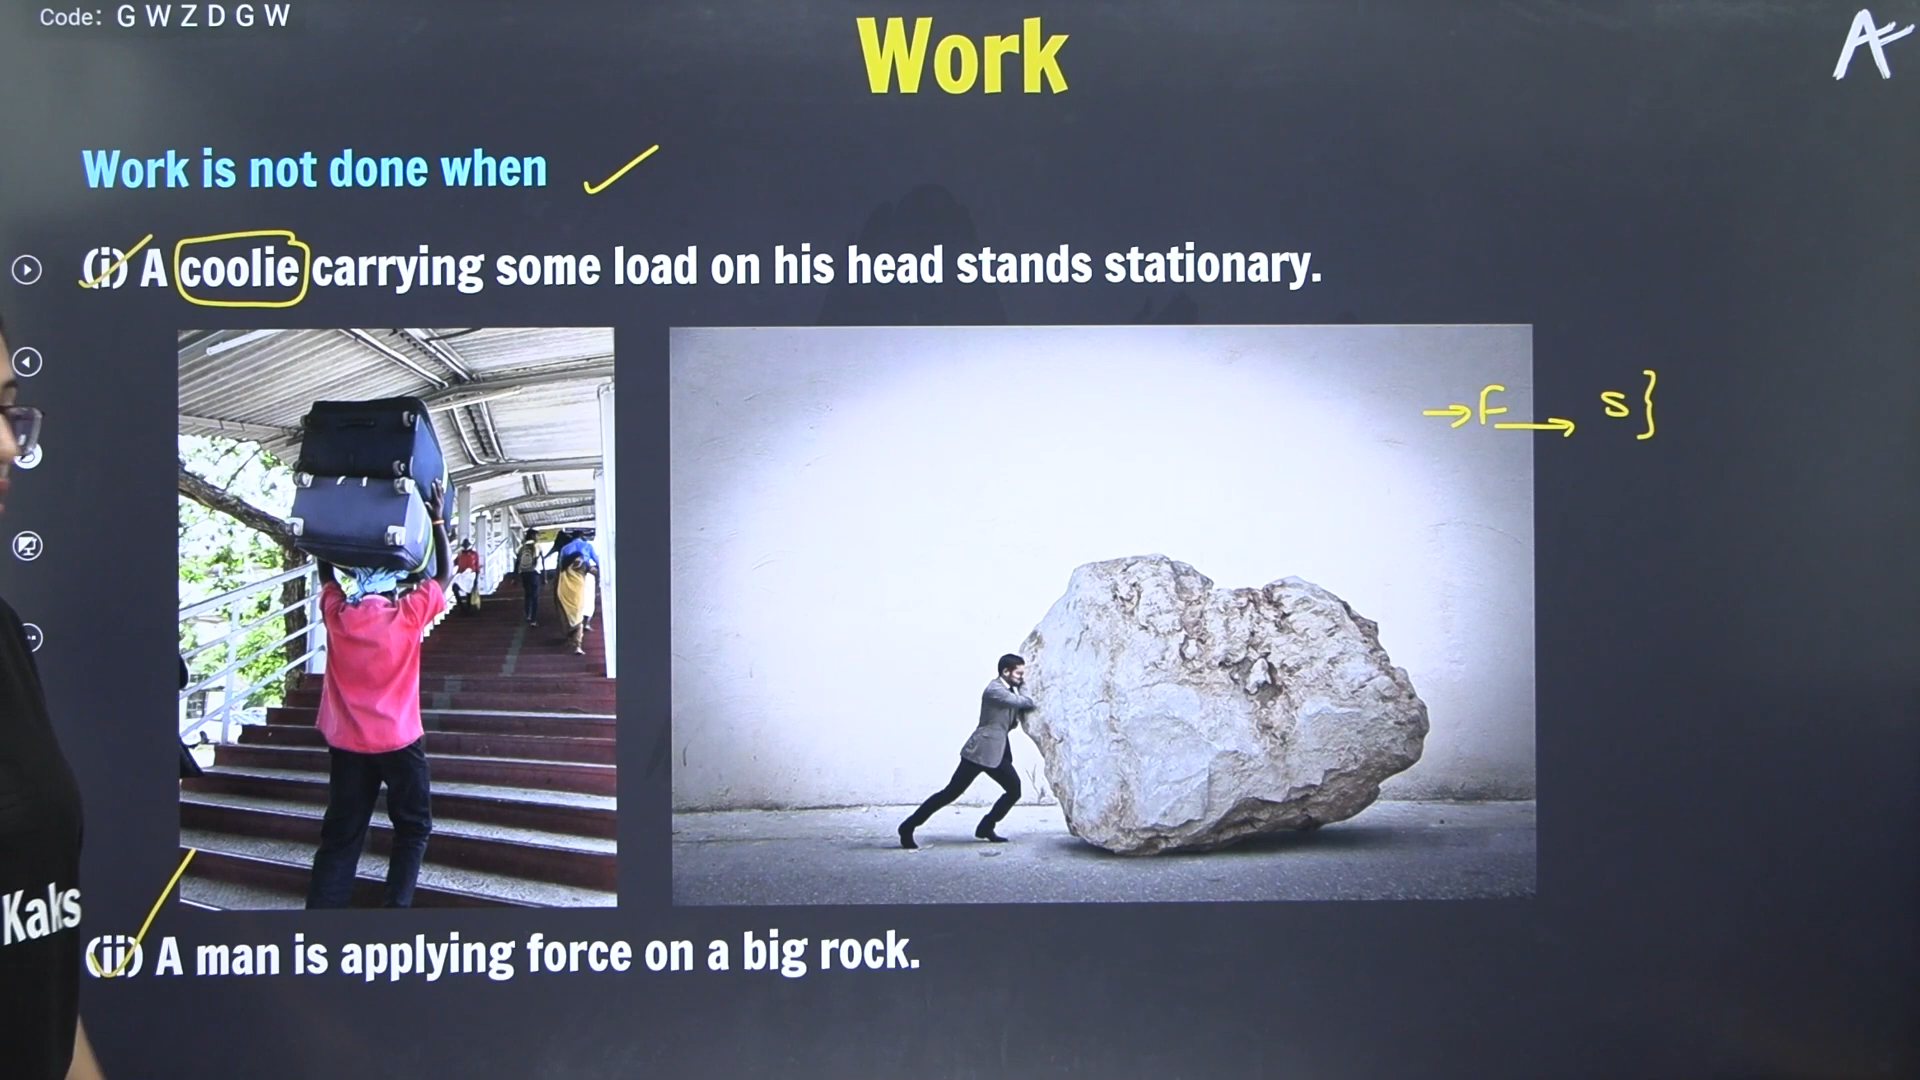 Code: G W Z D G W
Work
Work is not done when
(i) A coolie carrying some load on his head stands stationary.
→F → s}
Kaks
(ii) A man is applying force on a big rock.